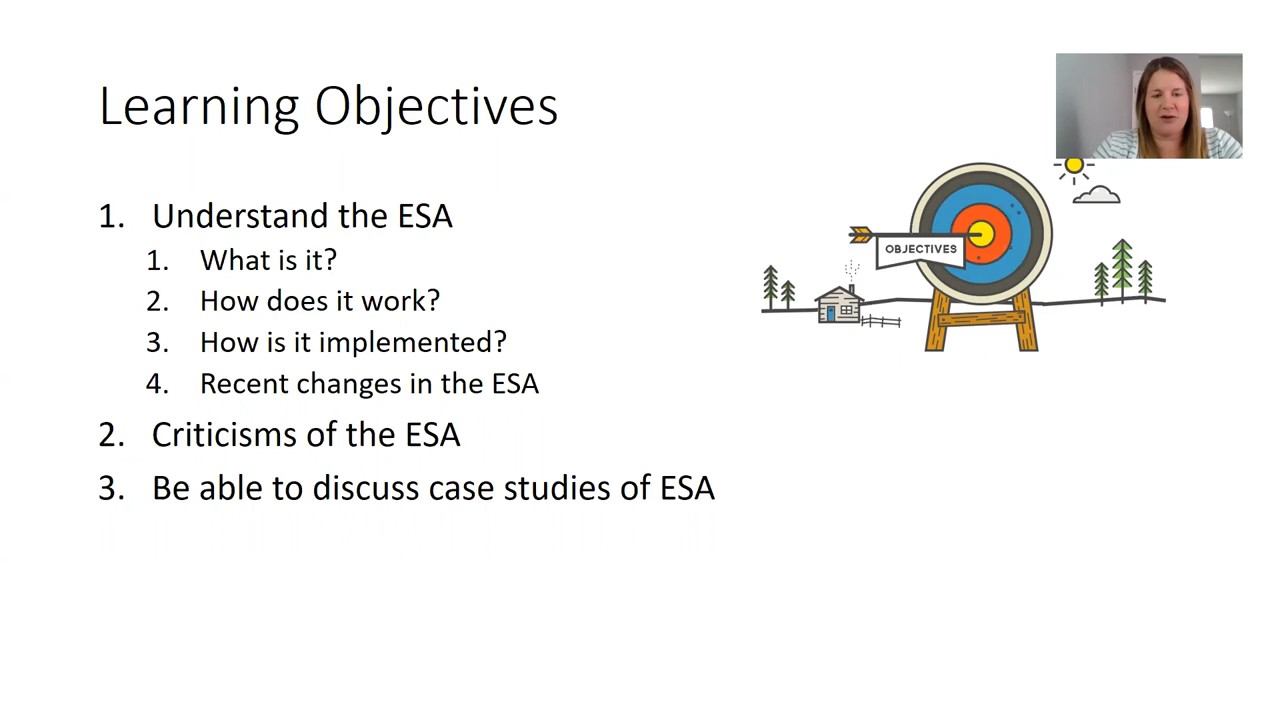 Learning Objectives
1. Understand the ESA
1. What is it?
2. How does it work?
3. How is it implemented?
4. Recent changes in the ESA
2. Criticisms of the ESA
3. Be able to discuss case studies of ESA
OBJECTIVES